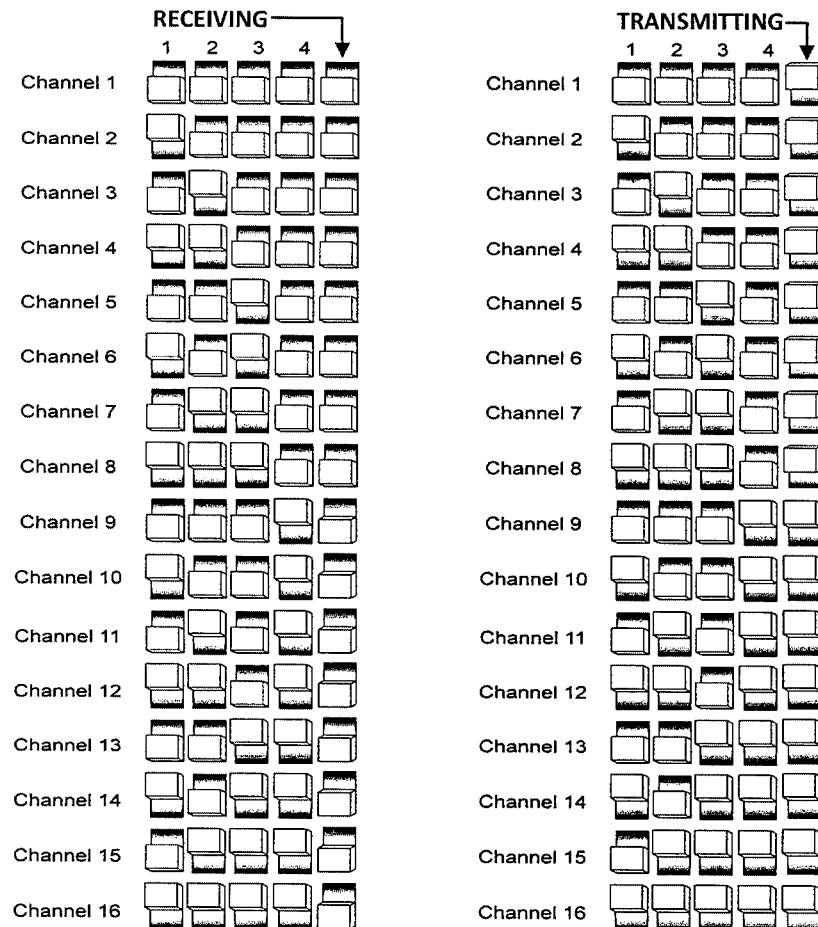 RECEIVING
1 2 3 4
Channel 1
Channel 2
Channel 3
Channel 4
Channel 5
Channel 6
Channel 7
Channel 8
Channel 9
Channel 10
Channel 11
Channel 12
Channel 13
Channel 14
Channel 15
Channel 16
TRANSMITTING
1 2 3 4
Channel 1
Channel 2
Channel 3
Channel 4
Channel 5
Channel 6
Channel 7
Channel 8
Channel 9
Channel 10
Channel 11
Channel 12
Channel 13
Channel 14
Channel 15
Channel 16